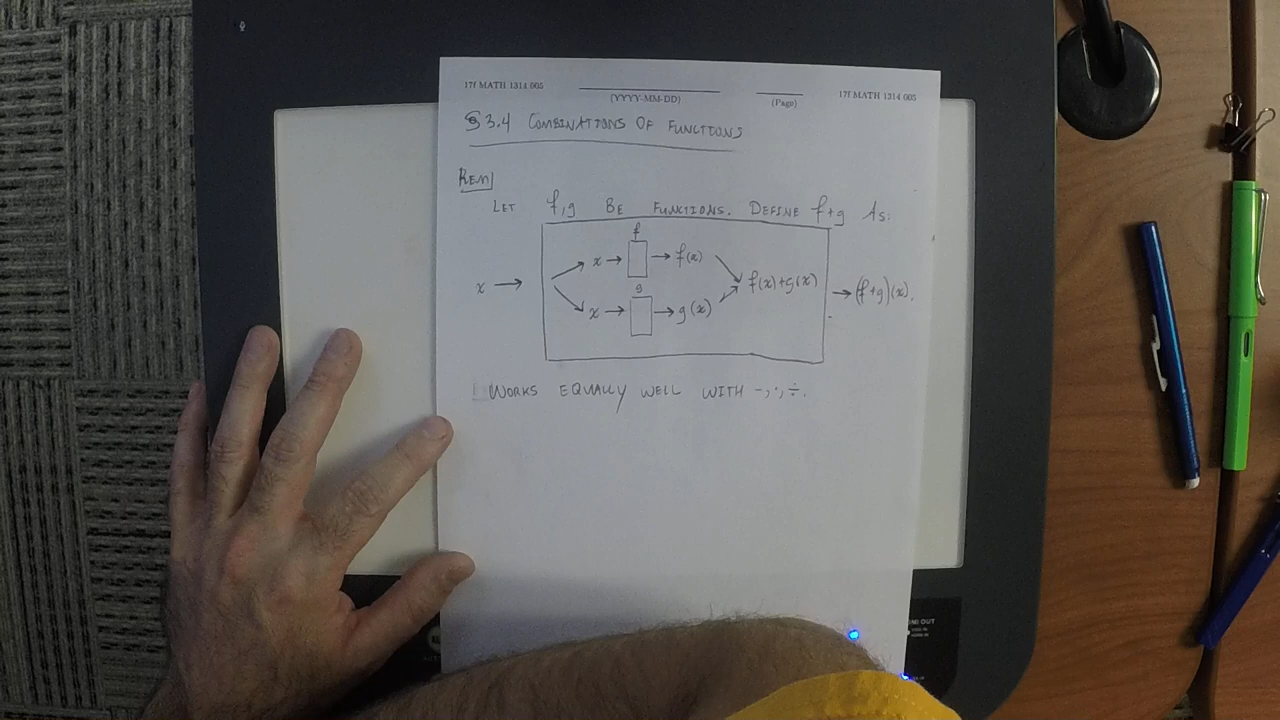 17f MATH 1314 005 (YYYY-MM-DD) (Page) 17f MATH 1314 005
§ 3.4 COMBINATIONS OF FUNCTIONS
REM
LET f,g BE FUNCTIONS. DEFINE f+g AS:
f
x → f(x)
x → f(x)+g(x) → (f+g)(x).
g
x → g(x)
WORKS EQUALLY WELL WITH -, ·, ÷.